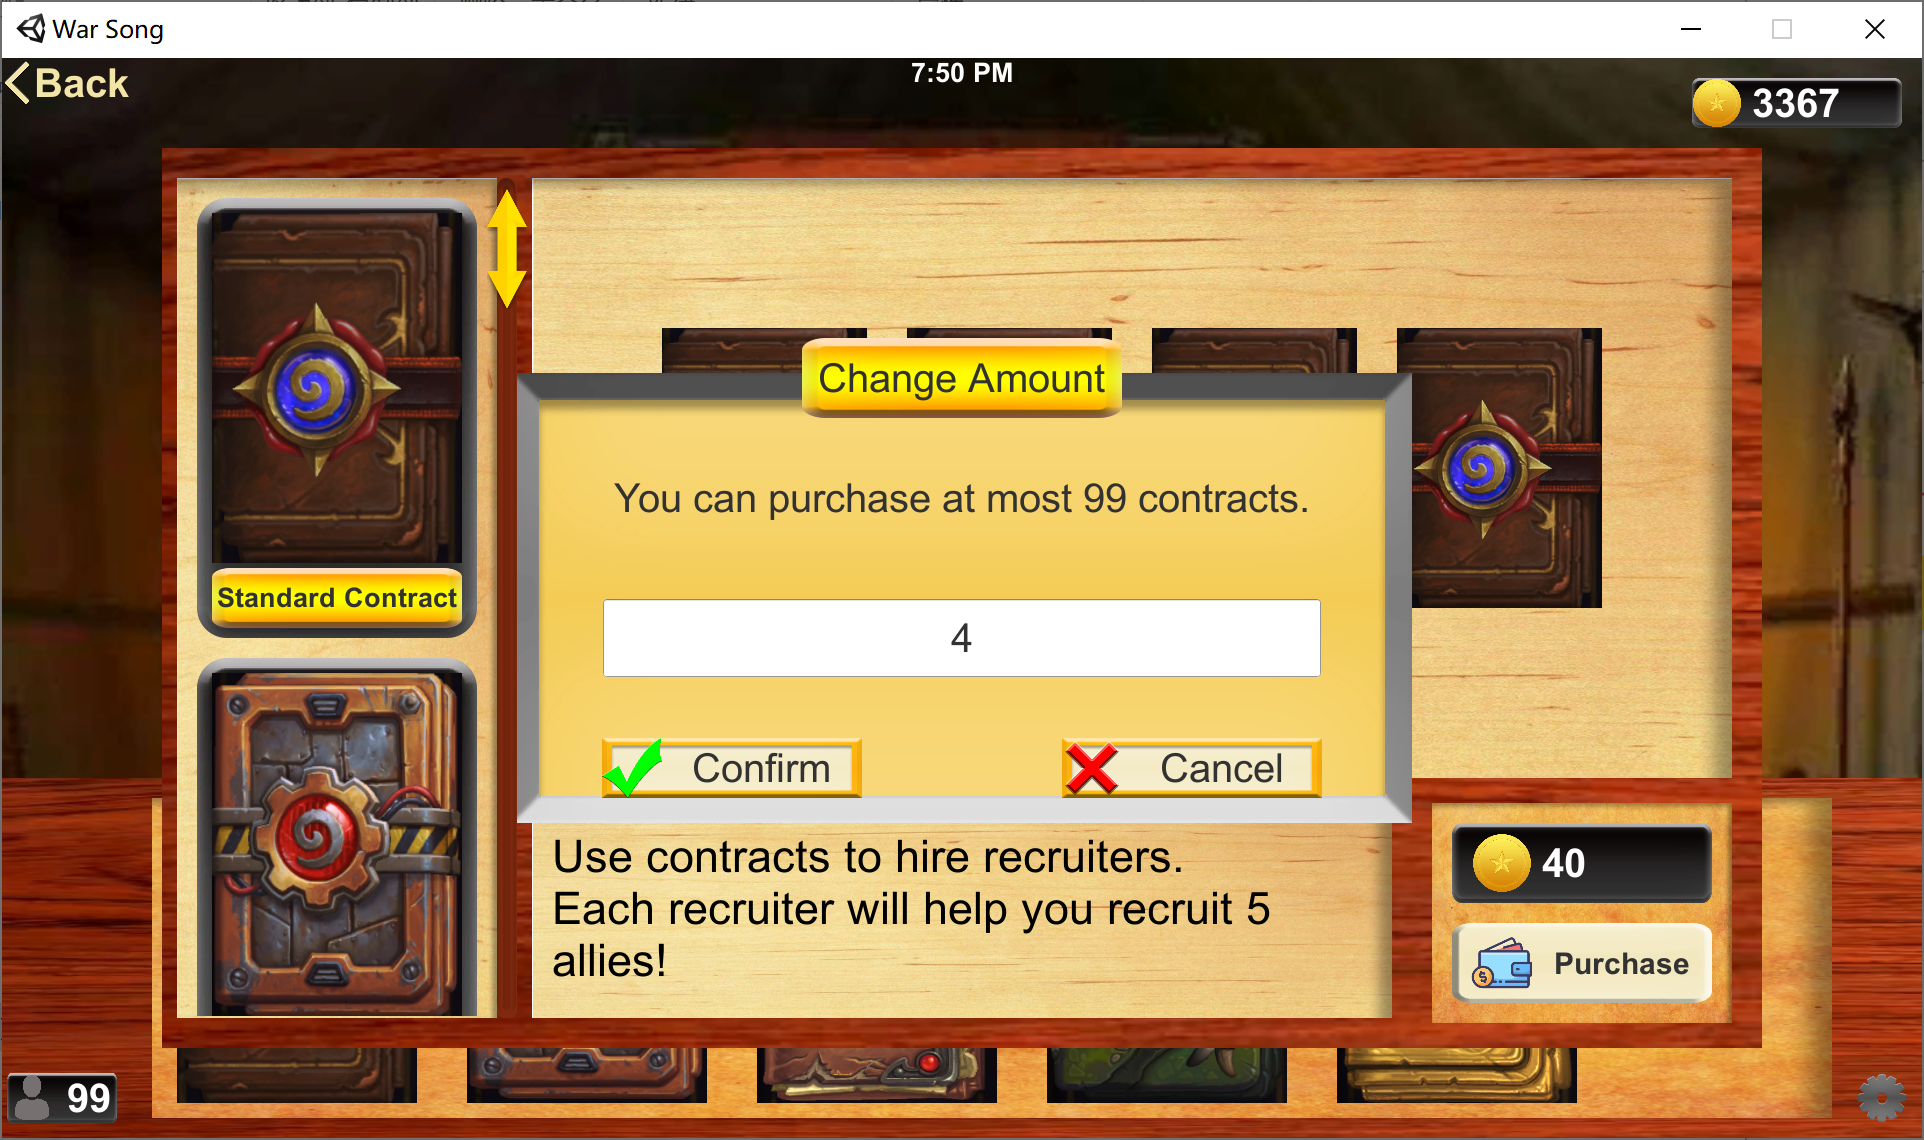 War Song
Back
7:50 PM
3367
Change Amount
You can purchase at most 99 contracts.
4
Standard Contract
Confirm
Cancel
Use contracts to hire recruiters.
Each recruiter will help you recruit 5
allies!
40
Purchase
99